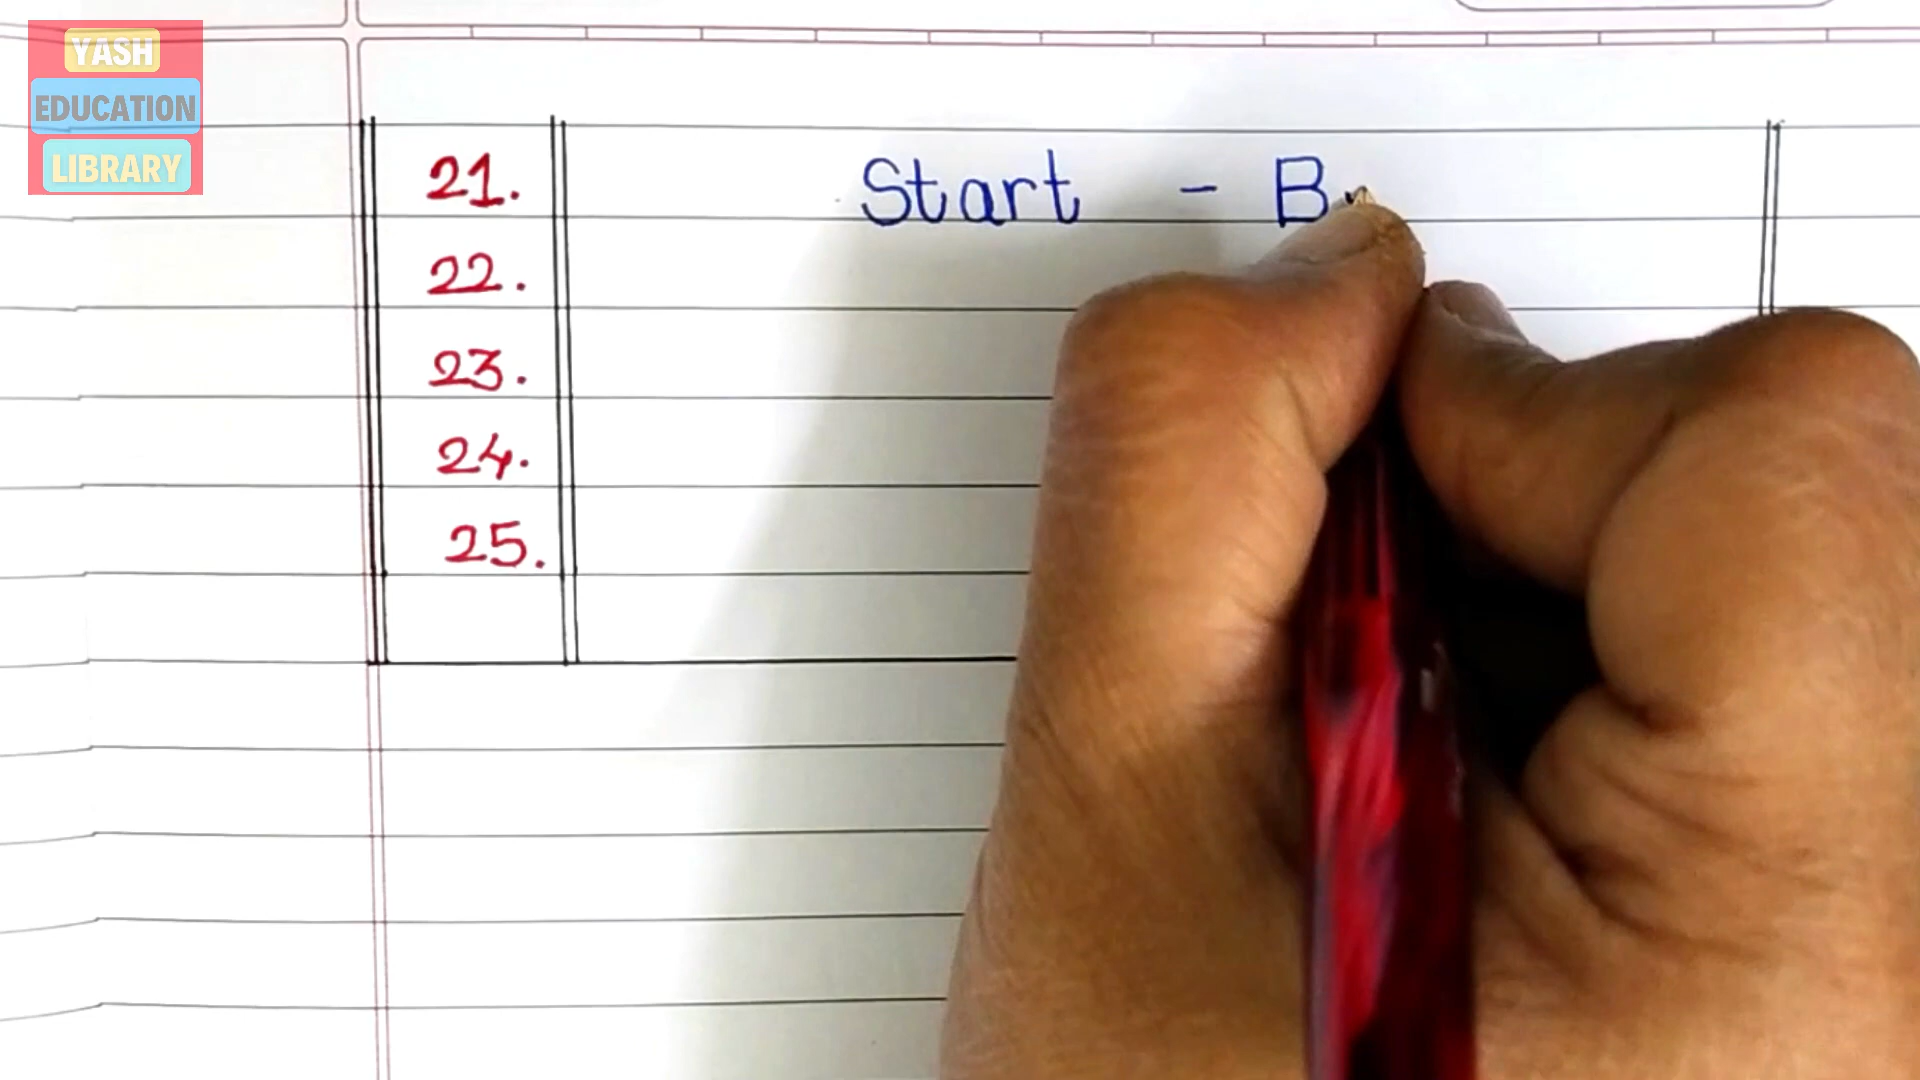 YASH
EDUCATION
LIBRARY
21. Start - B
22.
23.
24.
25.